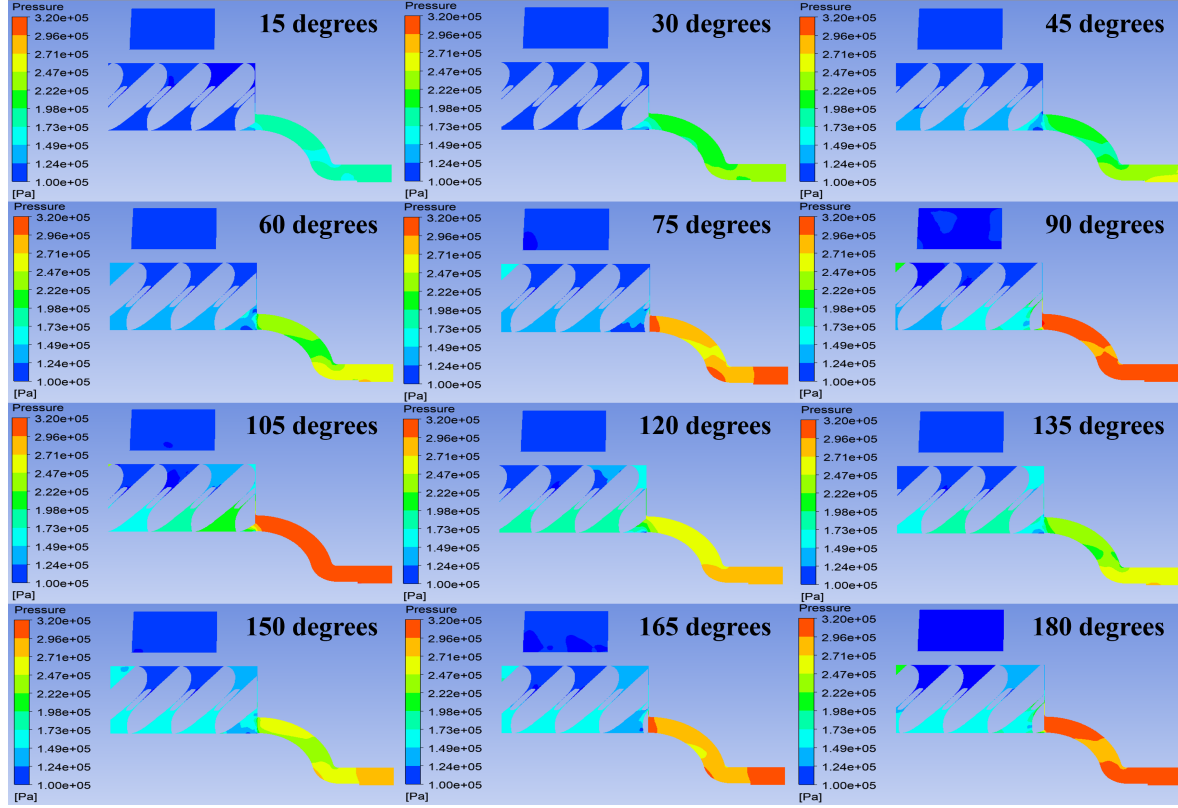 Pressure
15 degrees
3.20e+05
2.96e+05
2.71e+05
2.47e+05
2.22e+05
1.98e+05
1.73e+05
1.49e+05
1.24e+05
1.00e+05
[Pa]
Pressure
30 degrees
3.20e+05
2.96e+05
2.71e+05
2.47e+05
2.22e+05
1.98e+05
1.73e+05
1.49e+05
1.24e+05
1.00e+05
[Pa]
Pressure
45 degrees
3.20e+05
2.96e+05
2.71e+05
2.47e+05
2.22e+05
1.98e+05
1.73e+05
1.49e+05
1.24e+05
1.00e+05
[Pa]
Pressure
60 degrees
3.20e+05
2.96e+05
2.71e+05
2.47e+05
2.22e+05
1.98e+05
1.73e+05
1.49e+05
1.24e+05
1.00e+05
[Pa]
Pressure
75 degrees
3.20e+05
2.96e+05
2.71e+05
2.47e+05
2.22e+05
1.98e+05
1.73e+05
1.49e+05
1.24e+05
1.00e+05
[Pa]
Pressure
90 degrees
3.20e+05
2.96e+05
2.71e+05
2.47e+05
2.22e+05
1.98e+05
1.73e+05
1.49e+05
1.24e+05
1.00e+05
[Pa]
Pressure
105 degrees
3.20e+05
2.96e+05
2.71e+05
2.47e+05
2.22e+05
1.98e+05
1.73e+05
1.49e+05
1.24e+05
1.00e+05
[Pa]
Pressure
120 degrees
3.20e+05
2.96e+05
2.71e+05
2.47e+05
2.22e+05
1.98e+05
1.73e+05
1.49e+05
1.24e+05
1.00e+05
[Pa]
Pressure
135 degrees
3.20e+05
2.96e+05
2.71e+05
2.47e+05
2.22e+05
1.98e+05
1.73e+05
1.49e+05
1.24e+05
1.00e+05
[Pa]
Pressure
150 degrees
3.20e+05
2.96e+05
2.71e+05
2.47e+05
2.22e+05
1.98e+05
1.73e+05
1.49e+05
1.24e+05
1.00e+05
[Pa]
Pressure
165 degrees
3.20e+05
2.96e+05
2.71e+05
2.47e+05
2.22e+05
1.98e+05
1.73e+05
1.49e+05
1.24e+05
1.00e+05
[Pa]
Pressure
180 degrees
3.20e+05
2.96e+05
2.71e+05
2.47e+05
2.22e+05
1.98e+05
1.73e+05
1.49e+05
1.24e+05
1.00e+05
[Pa]